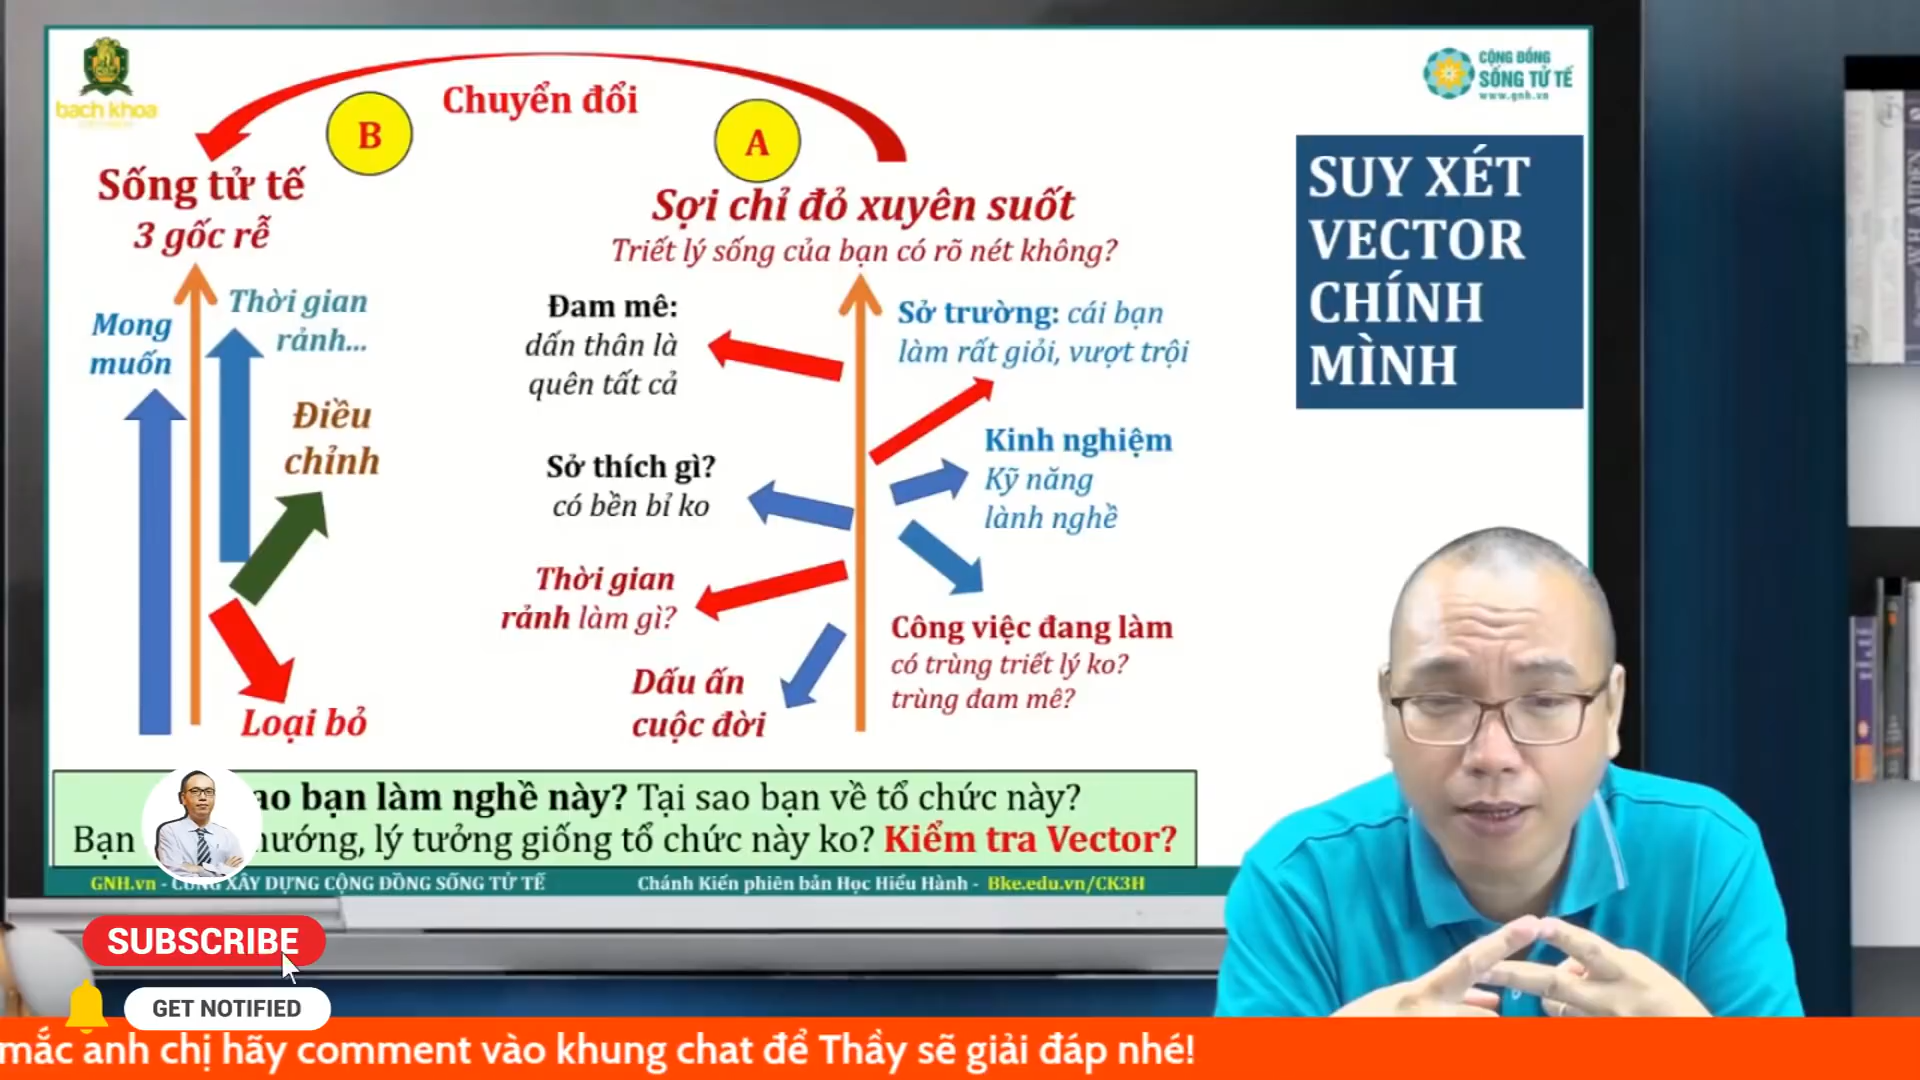 bach khoa
CỘNG ĐỒNG
SỐNG TỬ TẾ
www.gnh.vn
Chuyển đổi
B
A
Sống tử tế
3 gốc rễ
Mong
muốn
Thời gian
rảnh...
Điều
chỉnh
Loại bỏ
Sợi chỉ đỏ xuyên suốt
Triết lý sống của bạn có rõ nét không?
Đam mê:
dấn thân là
quên tất cả
Sở trường: cái bạn
làm rất giỏi, vượt trội
Sở thích gì?
có bền bỉ ko
Kinh nghiệm
Kỹ năng
lành nghề
Thời gian
rảnh làm gì?
Dấu ấn
cuộc đời
Công việc đang làm
có trùng triết lý ko?
trùng đam mê?
SUY XÉT
VECTOR
CHÍNH
MÌNH
ao bạn làm nghề này? Tại sao bạn về tổ chức này?
Bạn hướng, lý tưởng giống tổ chức này ko? Kiểm tra Vector?
GNH.vn - CÙNG XÂY DỰNG CỘNG ĐỒNG SỐNG TỬ TẾ
Chánh Kiến phiên bản Học Hiểu Hành - Bke.edu.vn/CK3H
W H AUDEN
SUBSCRIBE
GET NOTIFIED
mắc anh chị hãy comment vào khung chat để Thầy sẽ giải đáp nhé!